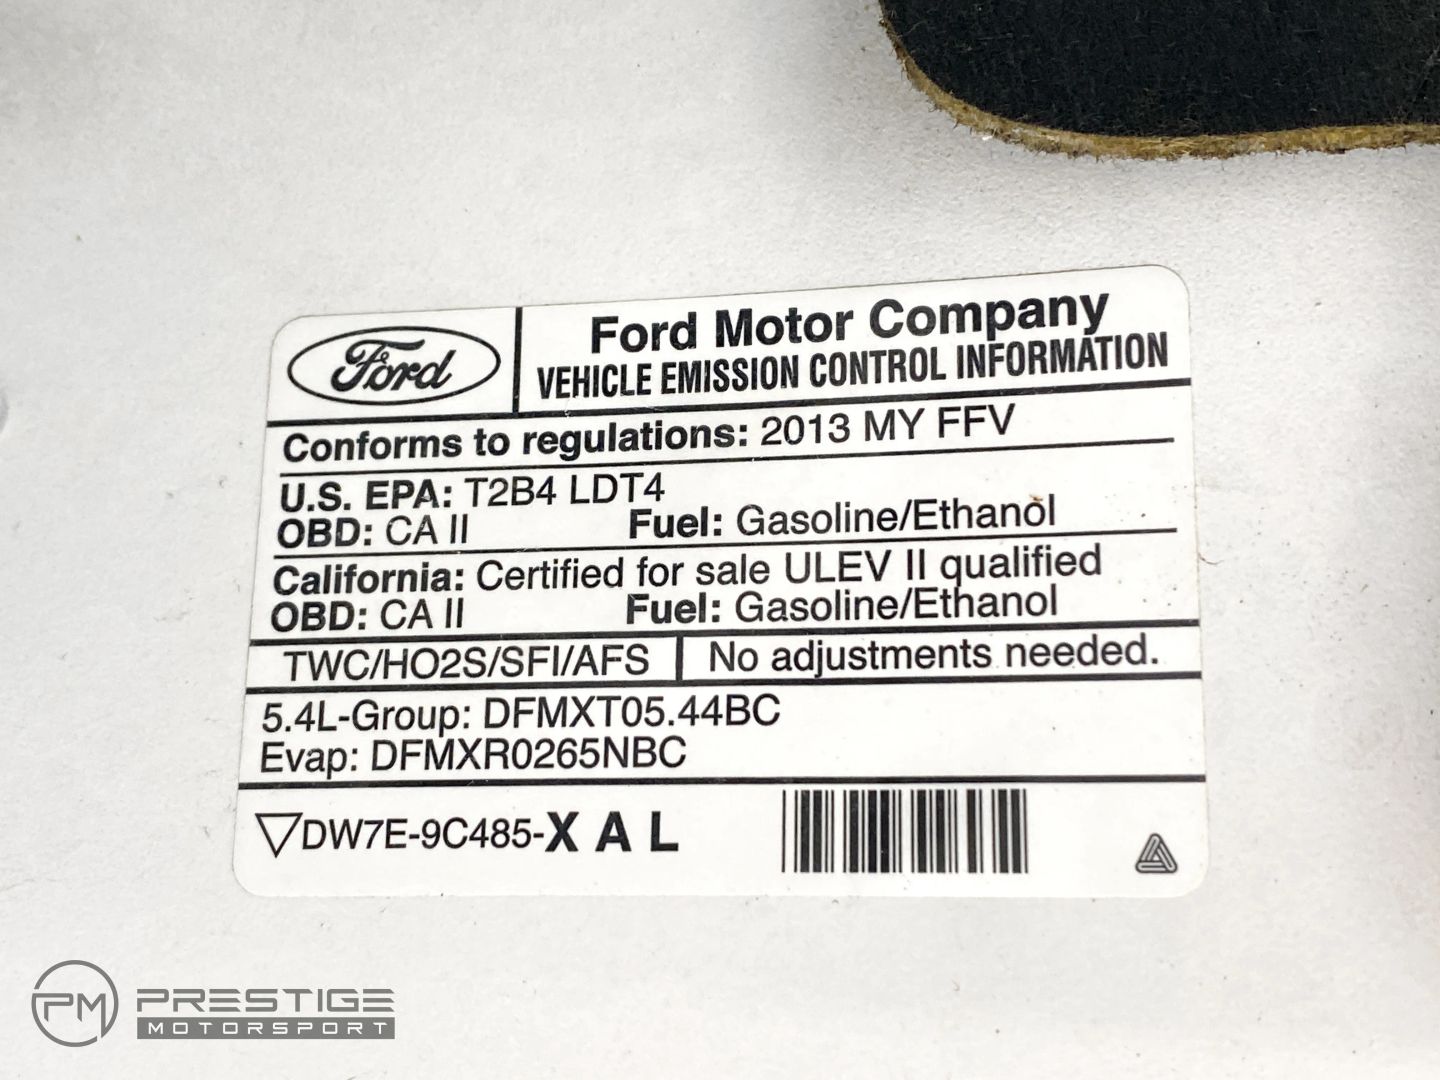 Ford
Ford Motor Company
VEHICLE EMISSION CONTROL INFORMATION
Conforms to regulations: 2013 MY FFV
U.S. EPA: T2B4 LDT4
OBD: CA II Fuel: Gasoline/Ethanol
California: Certified for sale ULEV II qualified
OBD: CA II Fuel: Gasoline/Ethanol
TWC/HO2S/SFI/AFS No adjustments needed.
5.4L-Group: DFMXT05.44BC
Evap: DFMXR0265NBC
▽DW7E-9C485-X A L
PM PRESTIGE
MOTORSPORT